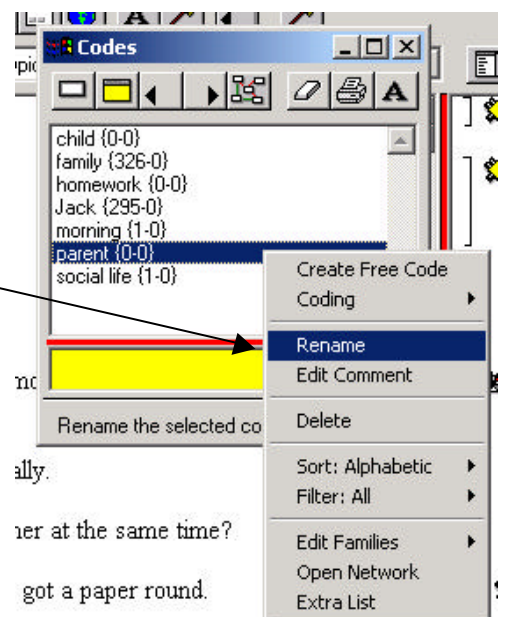 Codes
A
child {0-0}
family {326-0}
homework {0-0}
Jack {295-0}
morning {1-0}
parent {0-0}
social life {1-0}
Create Free Code
Coding
Rename
Edit Comment
Delete
Sort: Alphabetic
Filter: All
Edit Families
Open Network
Extra List
Rename the selected co
ally.
ner at the same time?
got a paper round.